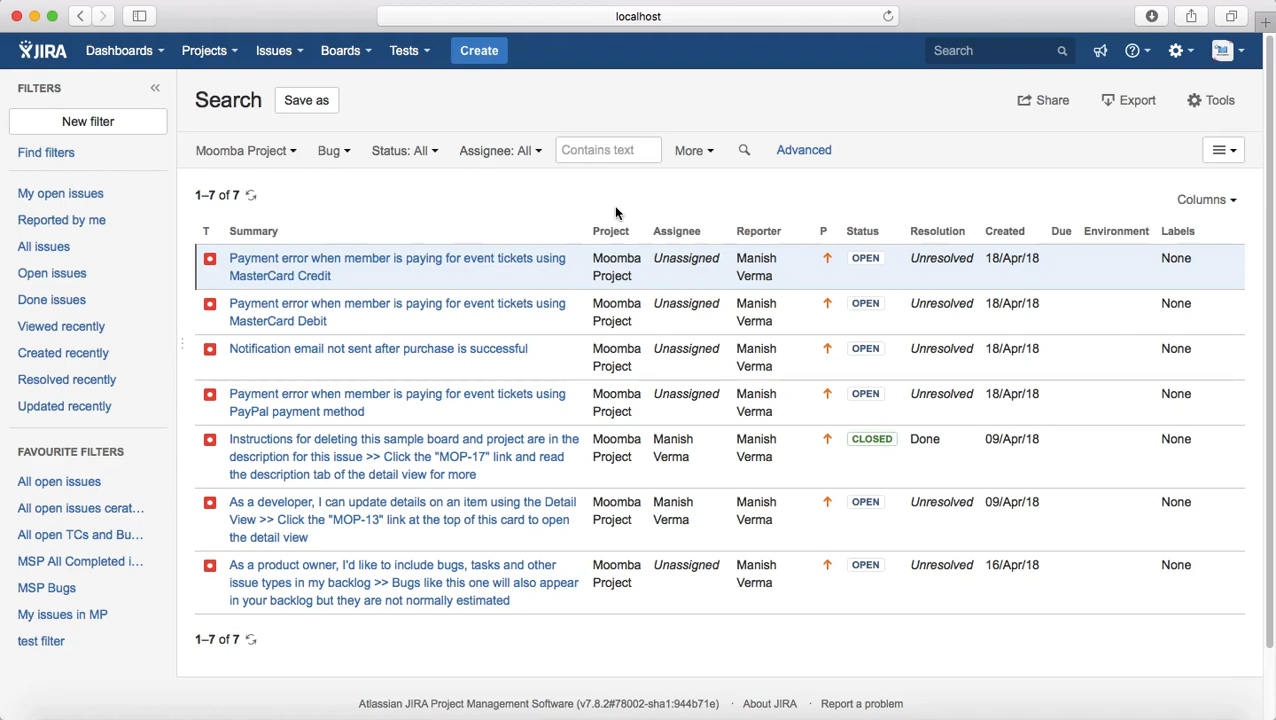 localhost
JIRA Dashboards Projects Issues Boards Tests Create Search
FILTERS
New filter
Find filters
My open issues
Reported by me
All issues
Open issues
Done issues
Viewed recently
Created recently
Resolved recently
Updated recently
FAVOURITE FILTERS
All open issues
All open issues cerat...
All open TCs and Bu...
MSP All Completed i...
MSP Bugs
My issues in MP
test filter
Search Save as Share Export Tools
Moomba Project Bug Status: All Assignee: All Contains text More Advanced
1–7 of 7
Columns
T Summary Project Assignee Reporter P Status Resolution Created Due Environment Labels
Payment error when member is paying for event tickets using Moomba Unassigned Manish OPEN Unresolved 18/Apr/18 None
MasterCard Credit Project Verma
Payment error when member is paying for event tickets using Moomba Unassigned Manish OPEN Unresolved 18/Apr/18 None
MasterCard Debit Project Verma
Notification email not sent after purchase is successful Moomba Unassigned Manish OPEN Unresolved 18/Apr/18 None
Project Verma
Payment error when member is paying for event tickets using Moomba Unassigned Manish OPEN Unresolved 18/Apr/18 None
PayPal payment method Project Verma
Instructions for deleting this sample board and project are in the Moomba Manish Manish CLOSED Done 09/Apr/18 None
description for this issue >> Click the "MOP-17" link and read Project Verma Verma
the description tab of the detail view for more
As a developer, I can update details on an item using the Detail Moomba Manish Manish OPEN Unresolved 09/Apr/18 None
View >> Click the "MOP-13" link at the top of this card to open Project Verma Verma
the detail view
As a product owner, I'd like to include bugs, tasks and other Moomba Unassigned Manish OPEN Unresolved 16/Apr/18 None
issue types in my backlog >> Bugs like this one will also appear Project Verma
in your backlog but they are not normally estimated
1–7 of 7
Atlassian JIRA Project Management Software (v7.8.2#78002-sha1:944b71e) · About JIRA · Report a problem